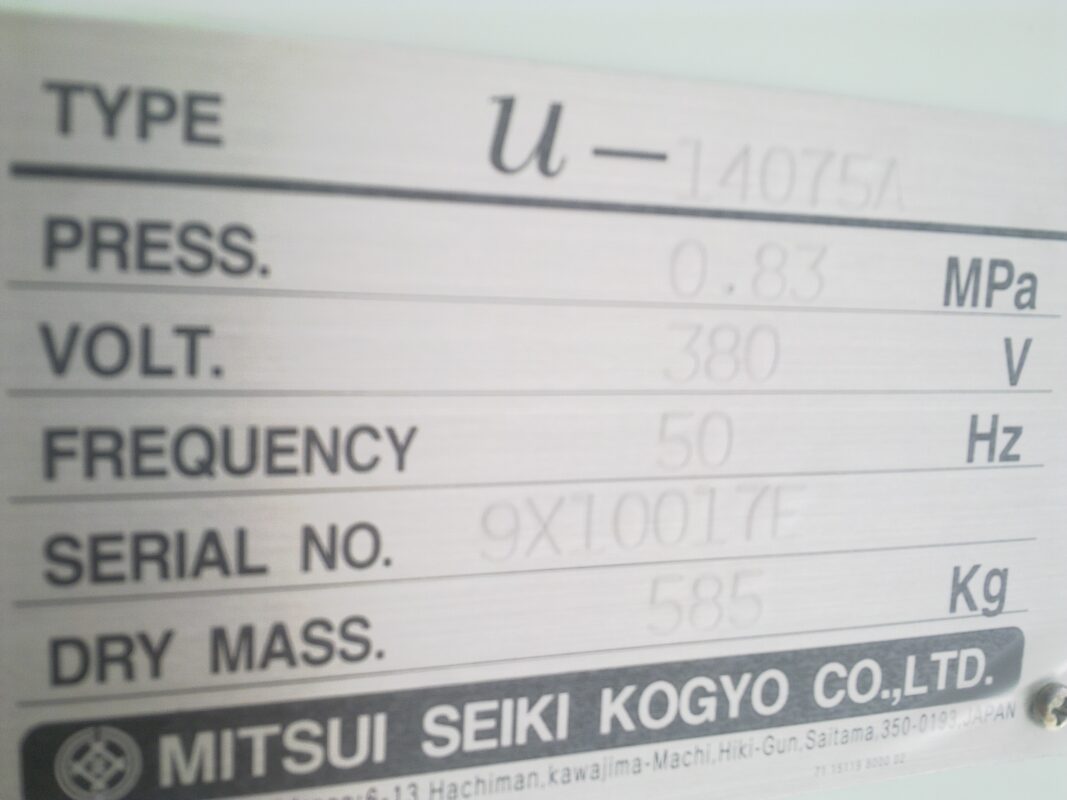 TYPE u-14075A
PRESS. 0.83 MPa
VOLT. 380 V
FREQUENCY 50 Hz
SERIAL NO. 9X10017E
DRY MASS. 585 Kg
MITSUI SEIKI KOGYO CO.,LTD.
6-13 Hachiman,kawajima-Machi,Hiki-Gun,Saitama,350-0193,JAPAN